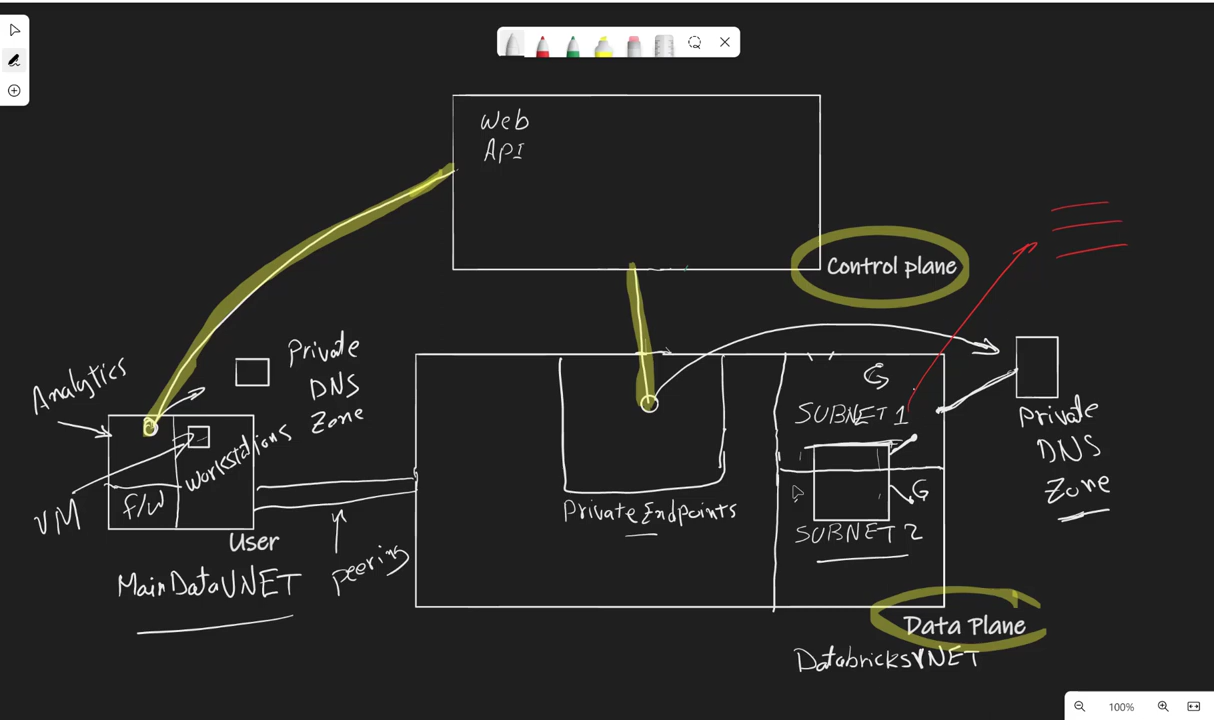 Web
API
Control plane
Analytics
Private
DNS
Zone
workstations
F/W
VM
User
MainDataVNET
Peering
Private Endpoints
G
SUBNET 1
G
SUBNET 2
Private
DNS
Zone
Data Plane
DatabricksVNET
100%